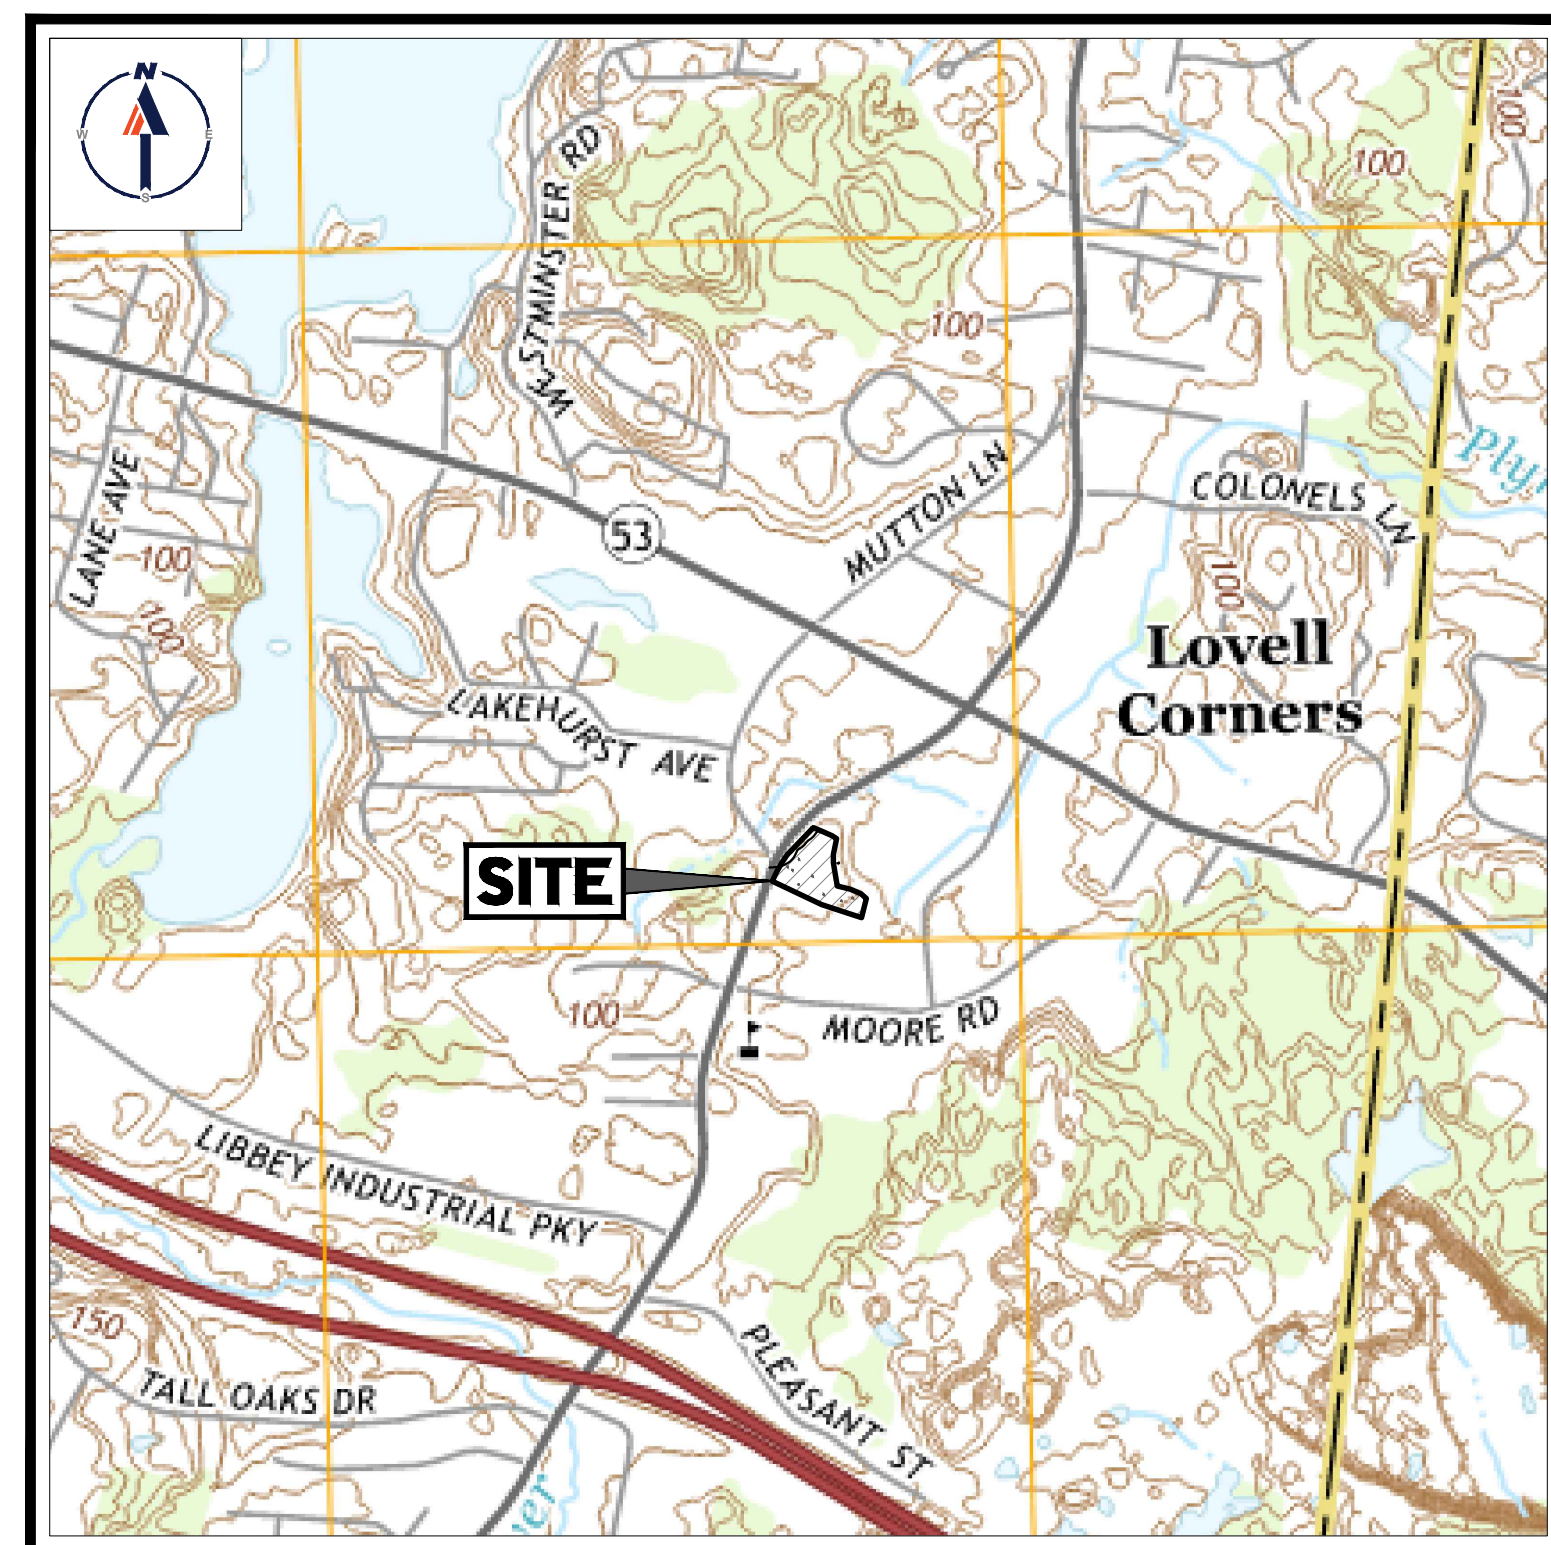 N
W
E
S
WESTMINSTER RD
100
100
100
LANE AVE
100
100
53
MUTTON LN
COLONELS LN
100
Lovell
Corners
LAKEHURST AVE
SITE
100
MOORE RD
LIBBEY INDUSTRIAL PKY
150
TALL OAKS DR
PLEASANT ST